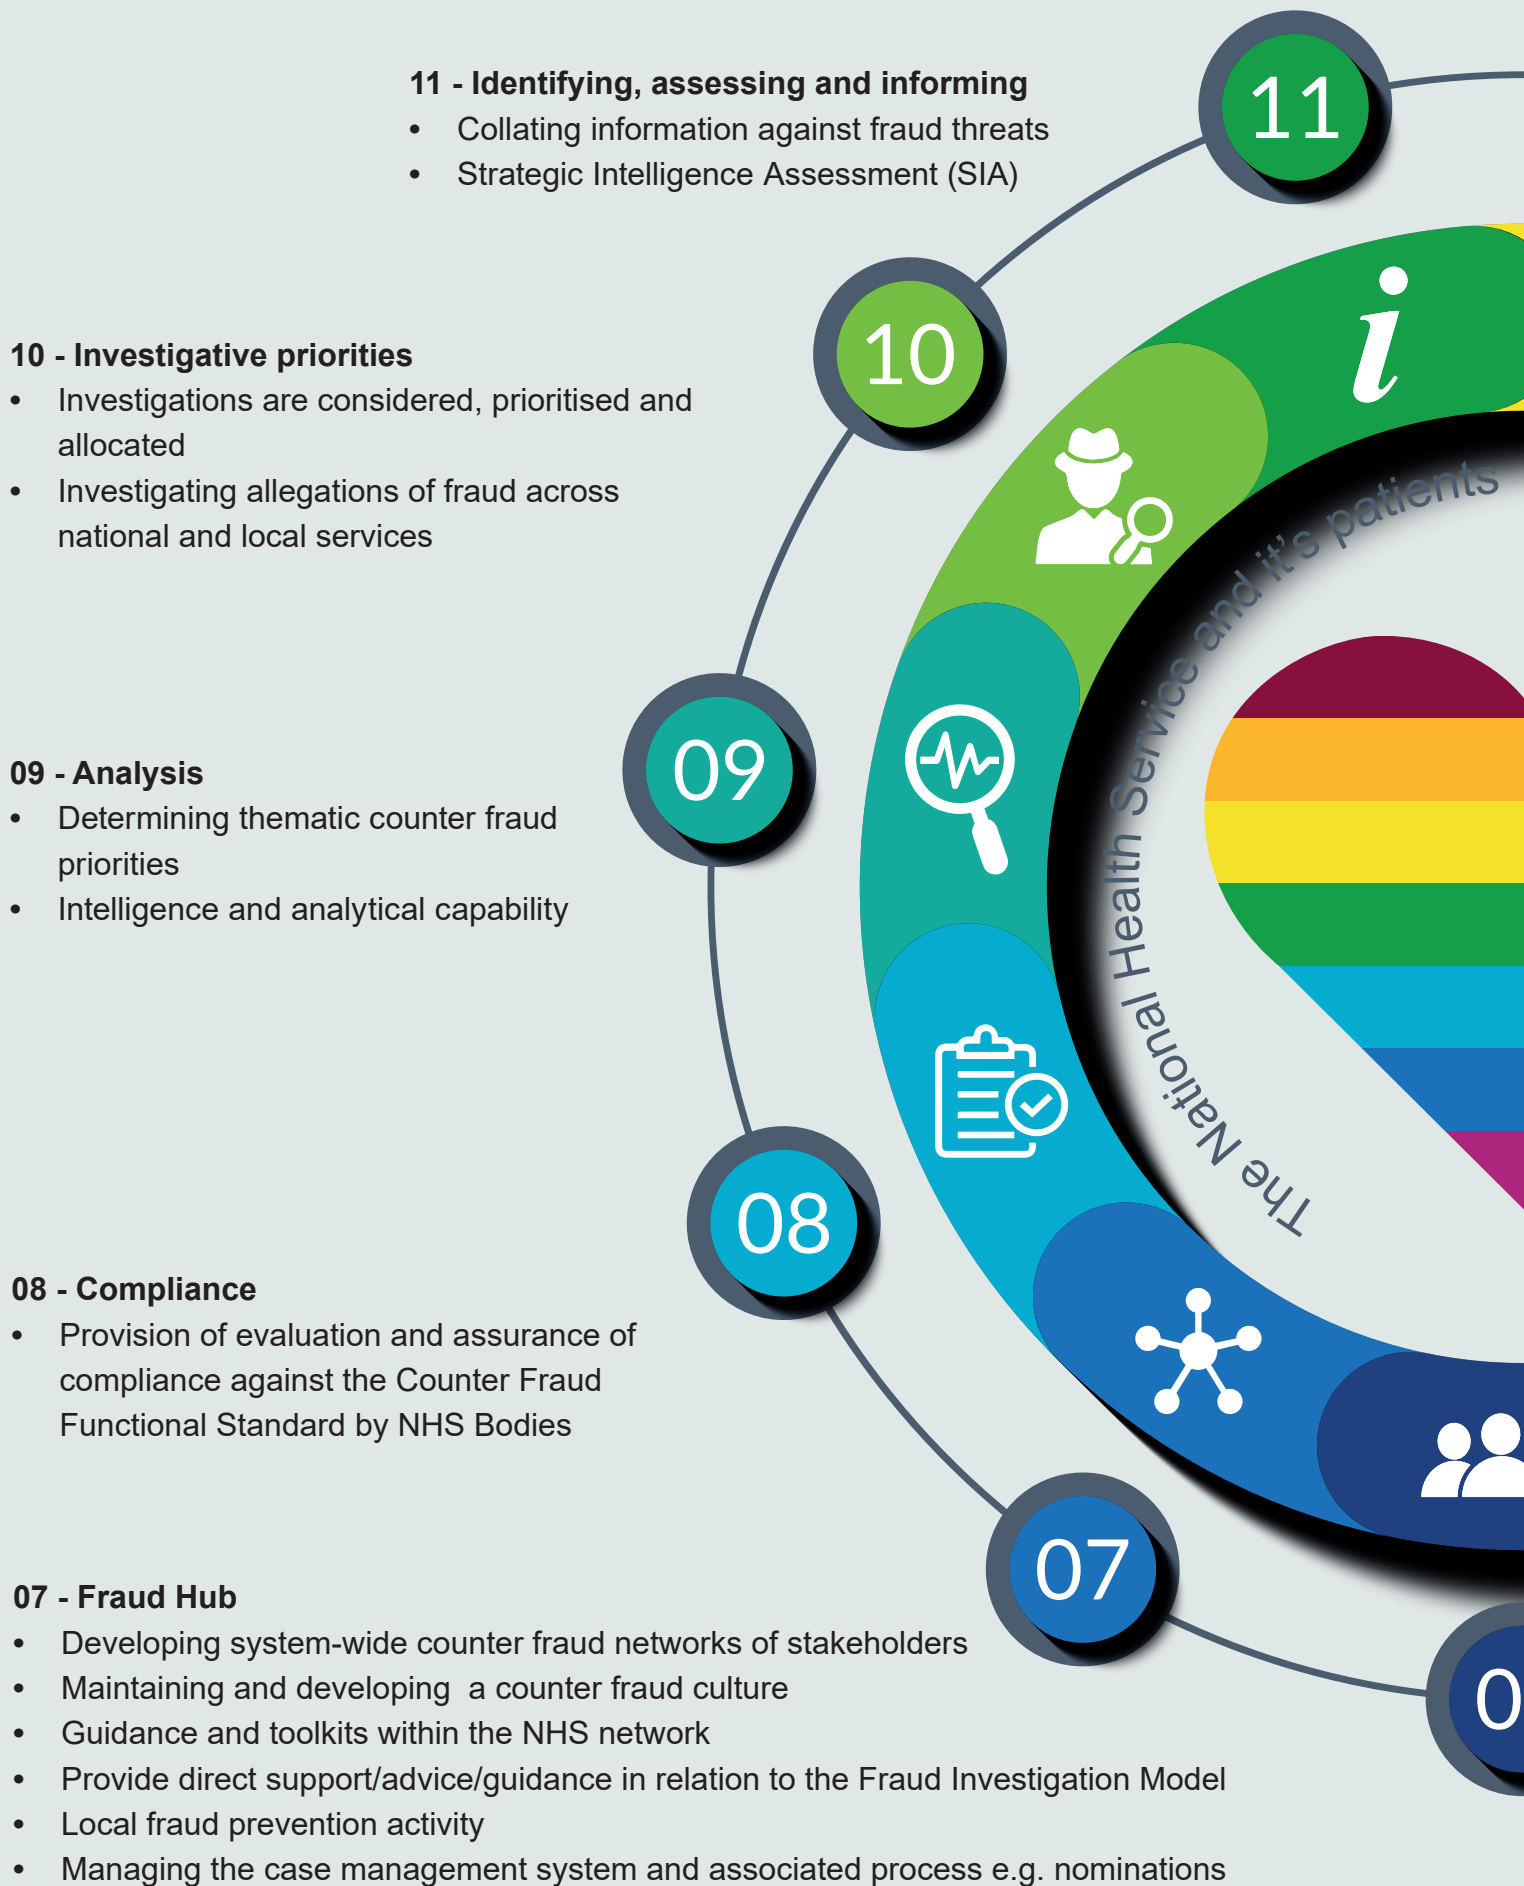 11 - Identifying, assessing and informing
• Collating information against fraud threats
• Strategic Intelligence Assessment (SIA)
11
10 - Investigative priorities
• Investigations are considered, prioritised and
allocated
• Investigating allegations of fraud across
national and local services
10
09 - Analysis
• Determining thematic counter fraud
priorities
• Intelligence and analytical capability
09
The National Health Service and it's patients
08
08 - Compliance
• Provision of evaluation and assurance of
compliance against the Counter Fraud
Functional Standard by NHS Bodies
07
07 - Fraud Hub
• Developing system-wide counter fraud networks of stakeholders
• Maintaining and developing  a counter fraud culture
• Guidance and toolkits within the NHS network
• Provide direct support/advice/guidance in relation to the Fraud Investigation Model
• Local fraud prevention activity
• Managing the case management system and associated process e.g. nominations
0